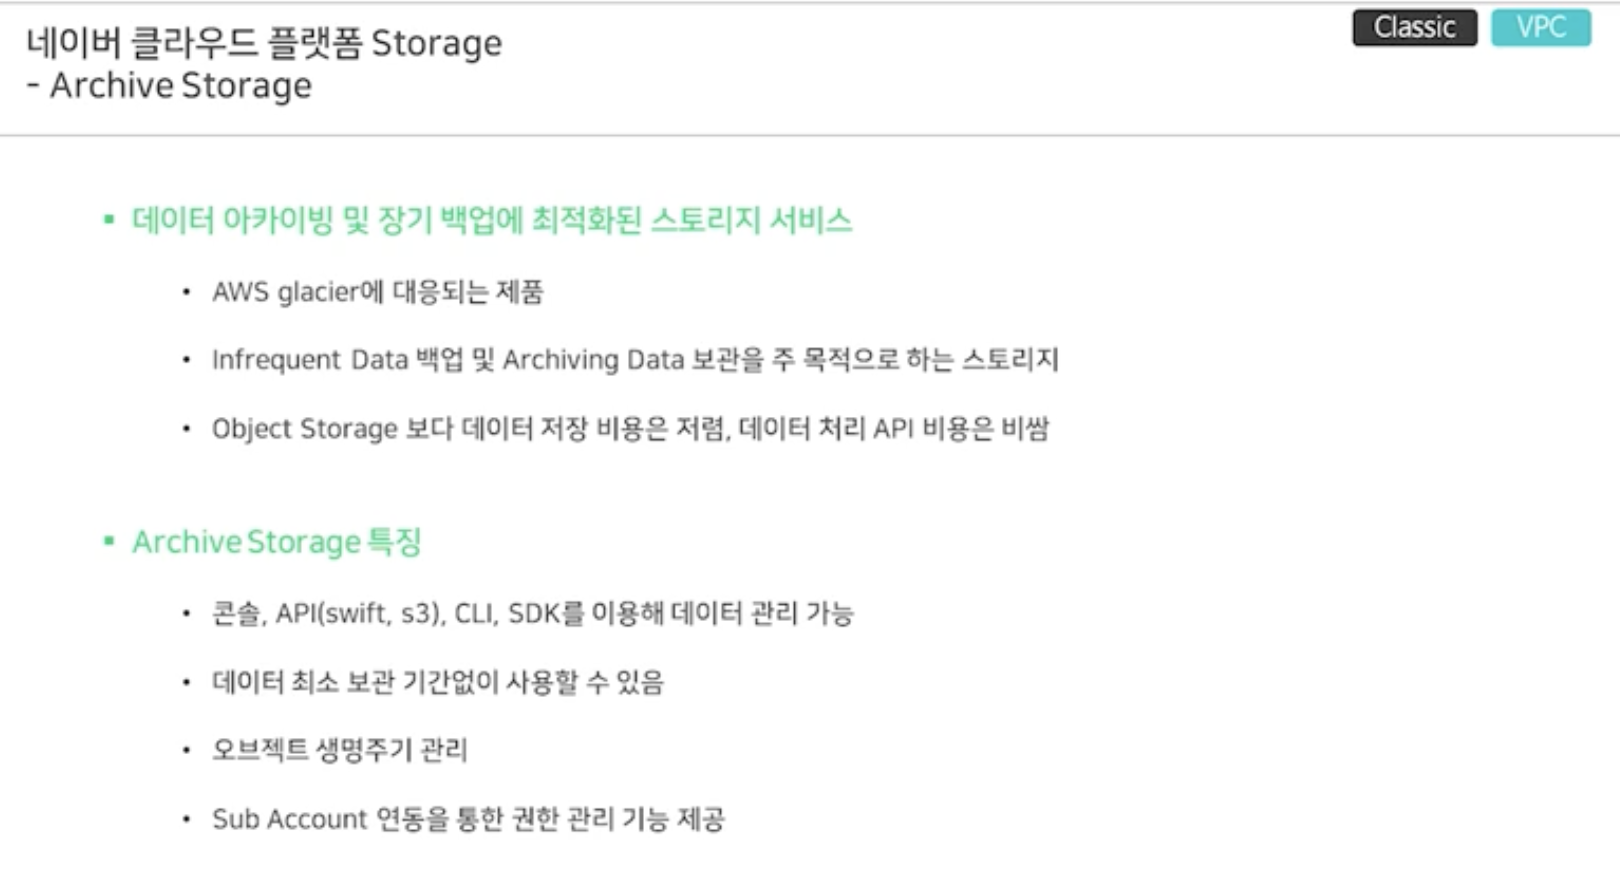 네이버 클라우드 플랫폼 Storage
- Archive Storage
Classic
VPC
▪ 데이터 아카이빙 및 장기 백업에 최적화된 스토리지 서비스
• AWS glacier에 대응되는 제품
• Infrequent Data 백업 및 Archiving Data 보관을 주 목적으로 하는 스토리지
• Object Storage 보다 데이터 저장 비용은 저렴, 데이터 처리 API 비용은 비쌈
▪ Archive Storage 특징
• 콘솔, API(swift, s3), CLI, SDK를 이용해 데이터 관리 가능
• 데이터 최소 보관 기간없이 사용할 수 있음
• 오브젝트 생명주기 관리
• Sub Account 연동을 통한 권한 관리 기능 제공